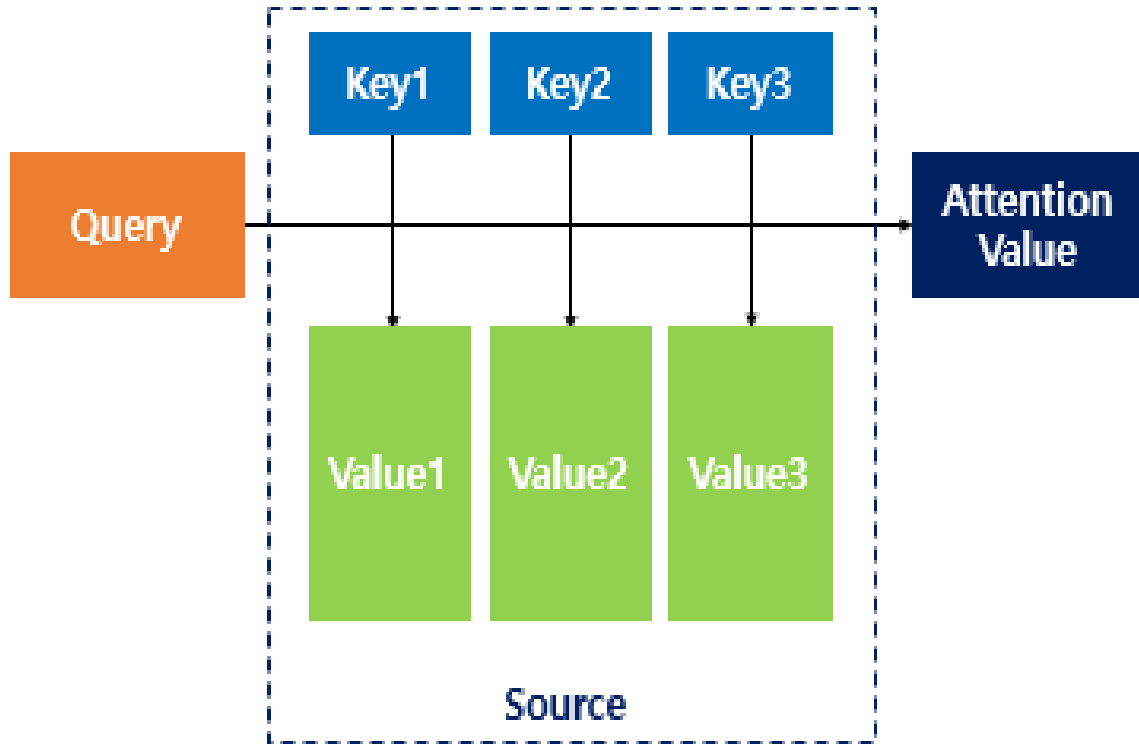 Key1
Key2
Key3
Query
Attention
Value
Value1
Value2
Value3
Source